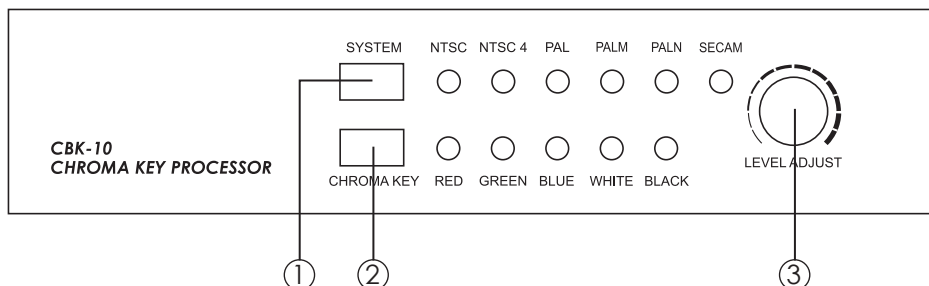 SYSTEM NTSC NTSC 4 PAL PALM PALN SECAM
CBK-10
CHROMA KEY PROCESSOR
LEVEL ADJUST
CHROMA KEY RED GREEN BLUE WHITE BLACK
1 2 3